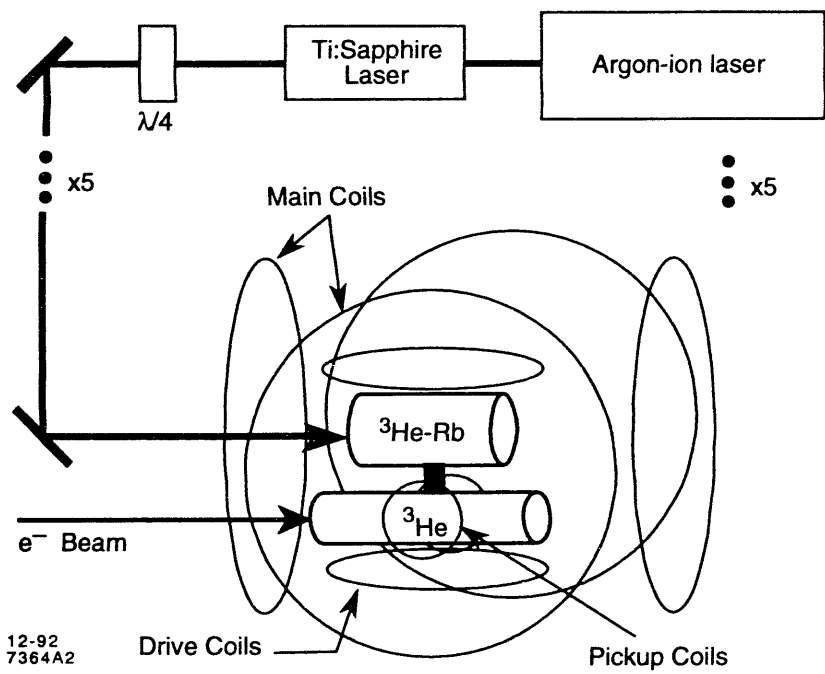 Ti:Sapphire
Laser
Argon-ion laser
λ/4
x5
x5
Main Coils
³He-Rb
³He
e⁻ Beam
Drive Coils
Pickup Coils
12-92
7364A2